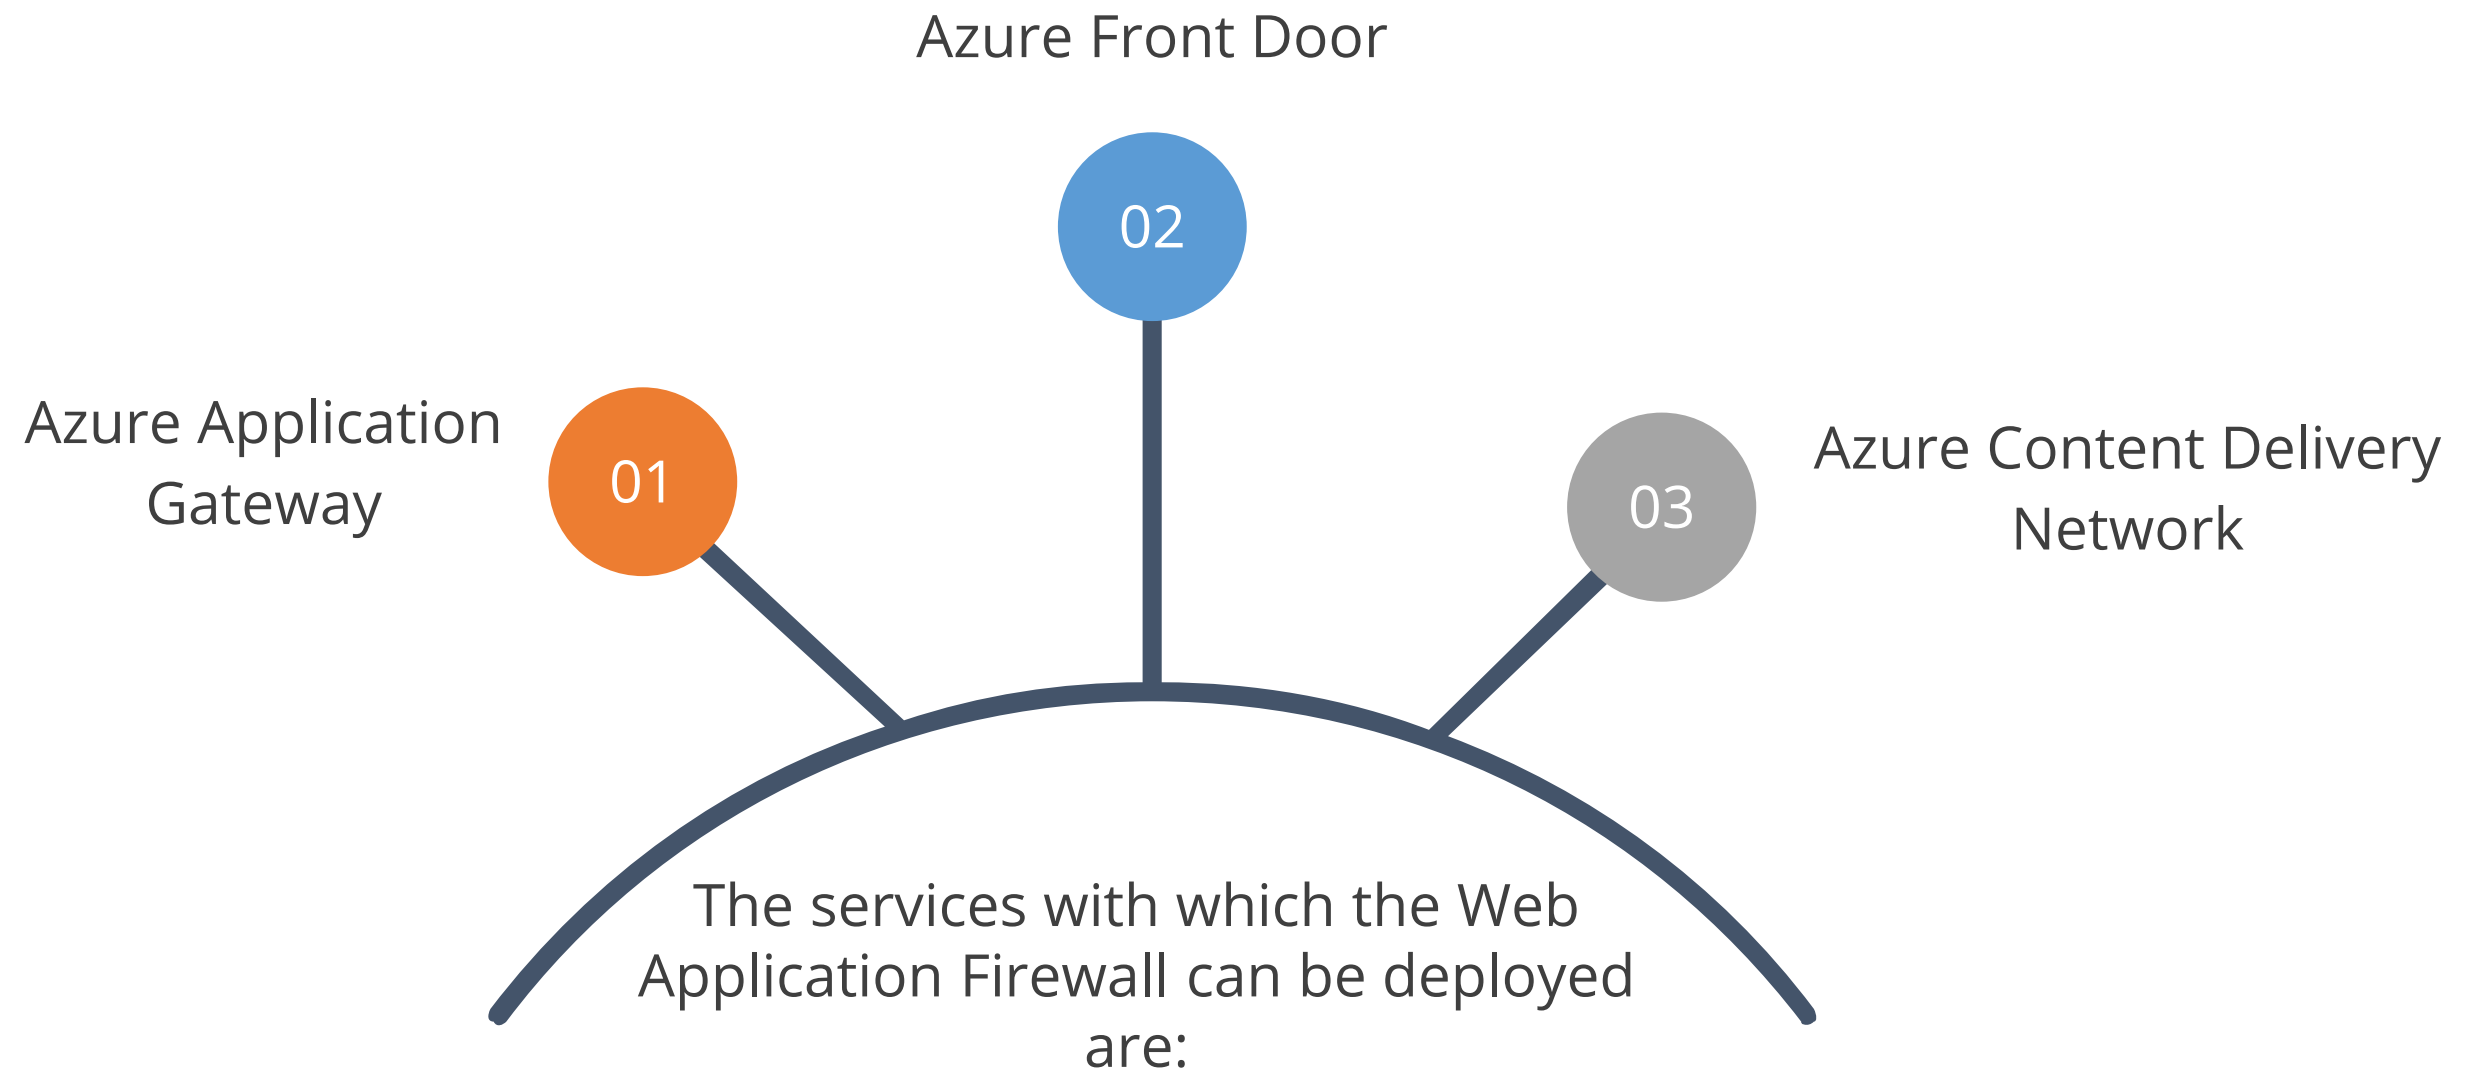 Azure Front Door
02
Azure Application
Gateway
01
03
Azure Content Delivery
Network
The services with which the Web
Application Firewall can be deployed
are: